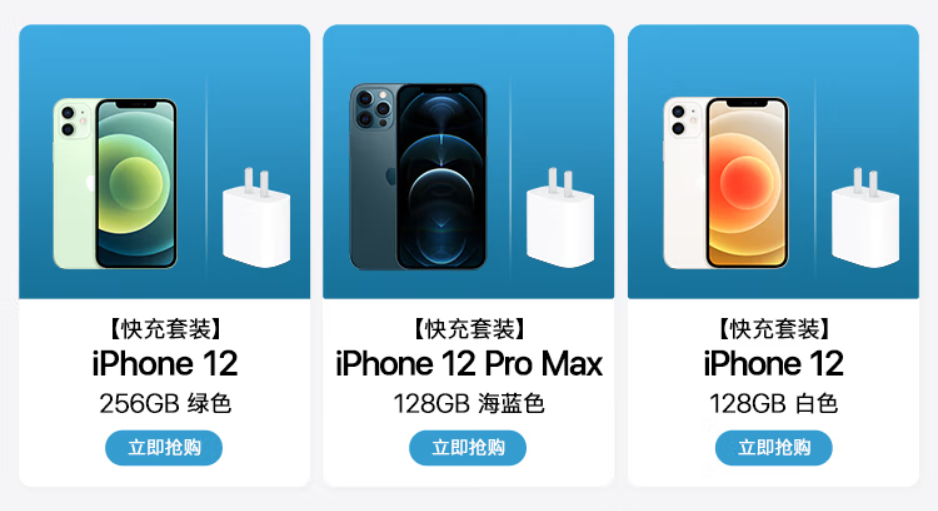 【快充套装】
iPhone 12
256GB 绿色
立即抢购
【快充套装】
iPhone 12 Pro Max
128GB 海蓝色
立即抢购
【快充套装】
iPhone 12
128GB 白色
立即抢购